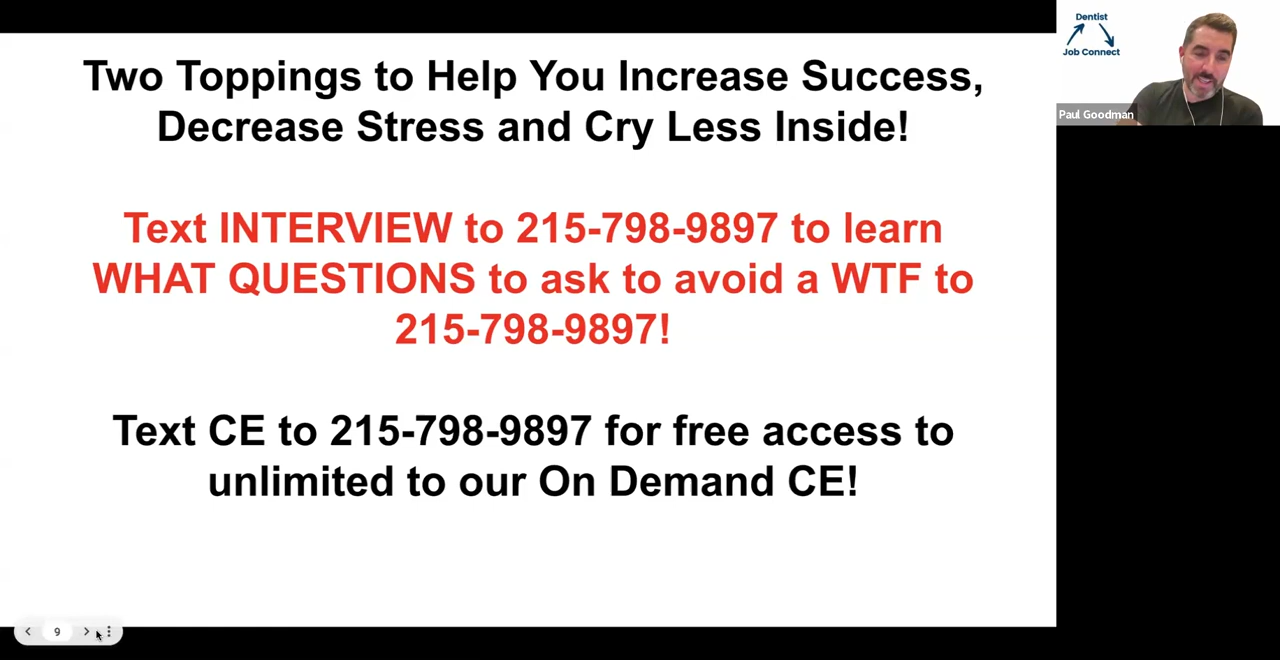 Two Toppings to Help You Increase Success,
Decrease Stress and Cry Less Inside!
Text INTERVIEW to 215-798-9897 to learn
WHAT QUESTIONS to ask to avoid a WTF to
215-798-9897!
Text CE to 215-798-9897 for free access to
unlimited to our On Demand CE!
9
Dentist
Job Connect
Paul Goodman